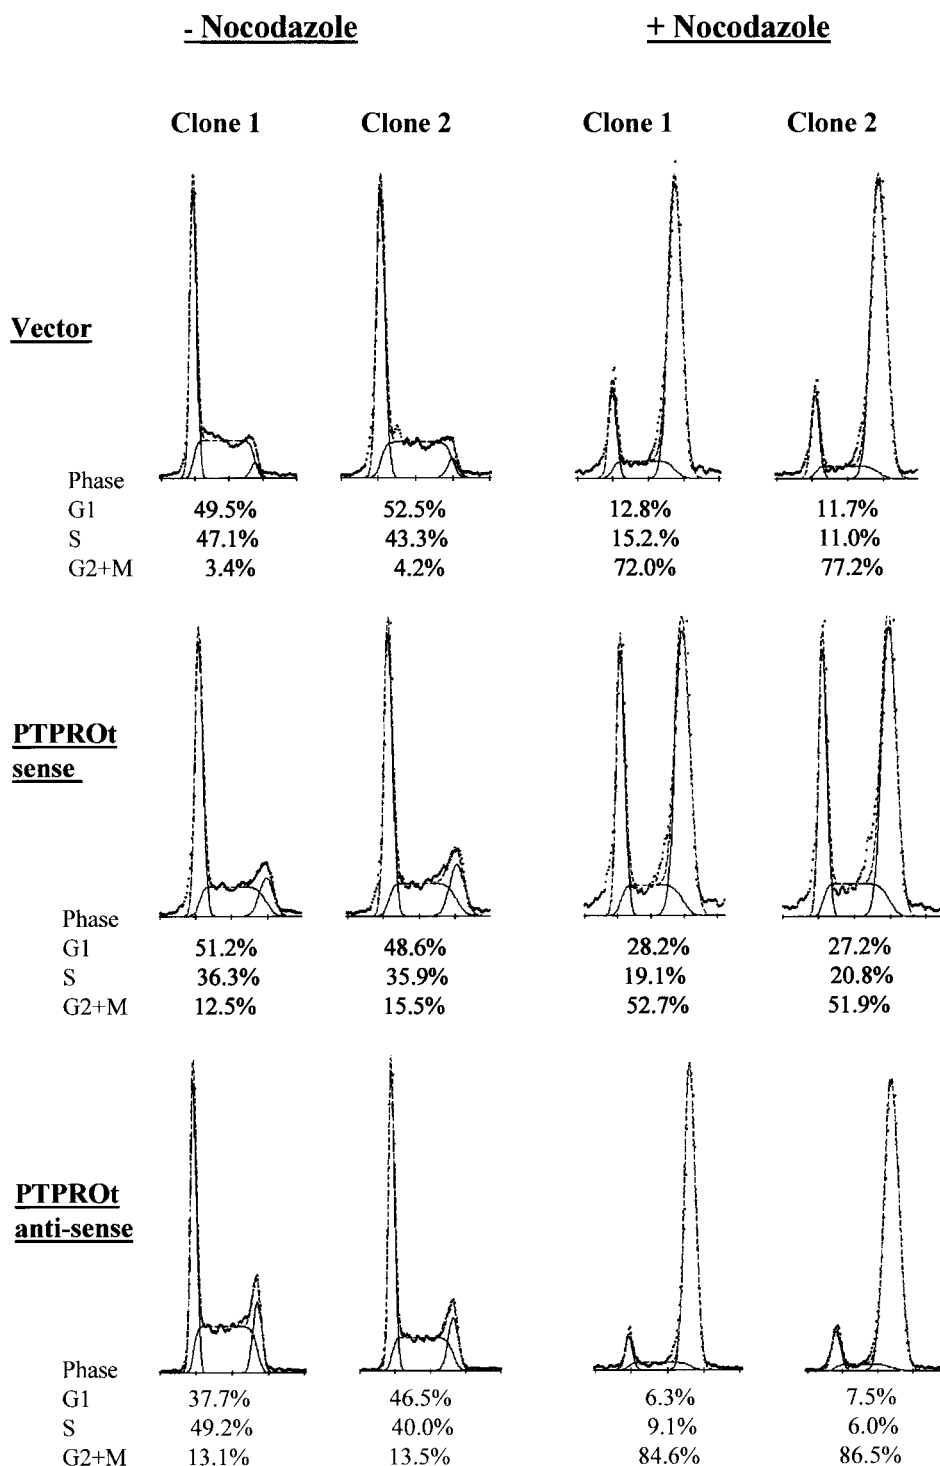 - Nocodazole + Nocodazole
Clone 1 Clone 2 Clone 1 Clone 2
Vector
Phase
G1 49.5% 52.5% 12.8% 11.7%
S 47.1% 43.3% 15.2.% 11.0%
G2+M 3.4% 4.2% 72.0% 77.2%
PTPROt
sense
Phase
G1 51.2% 48.6% 28.2% 27.2%
S 36.3% 35.9% 19.1% 20.8%
G2+M 12.5% 15.5% 52.7% 51.9%
PTPROt
anti-sense
Phase
G1 37.7% 46.5% 6.3% 7.5%
S 49.2% 40.0% 9.1% 6.0%
G2+M 13.1% 13.5% 84.6% 86.5%